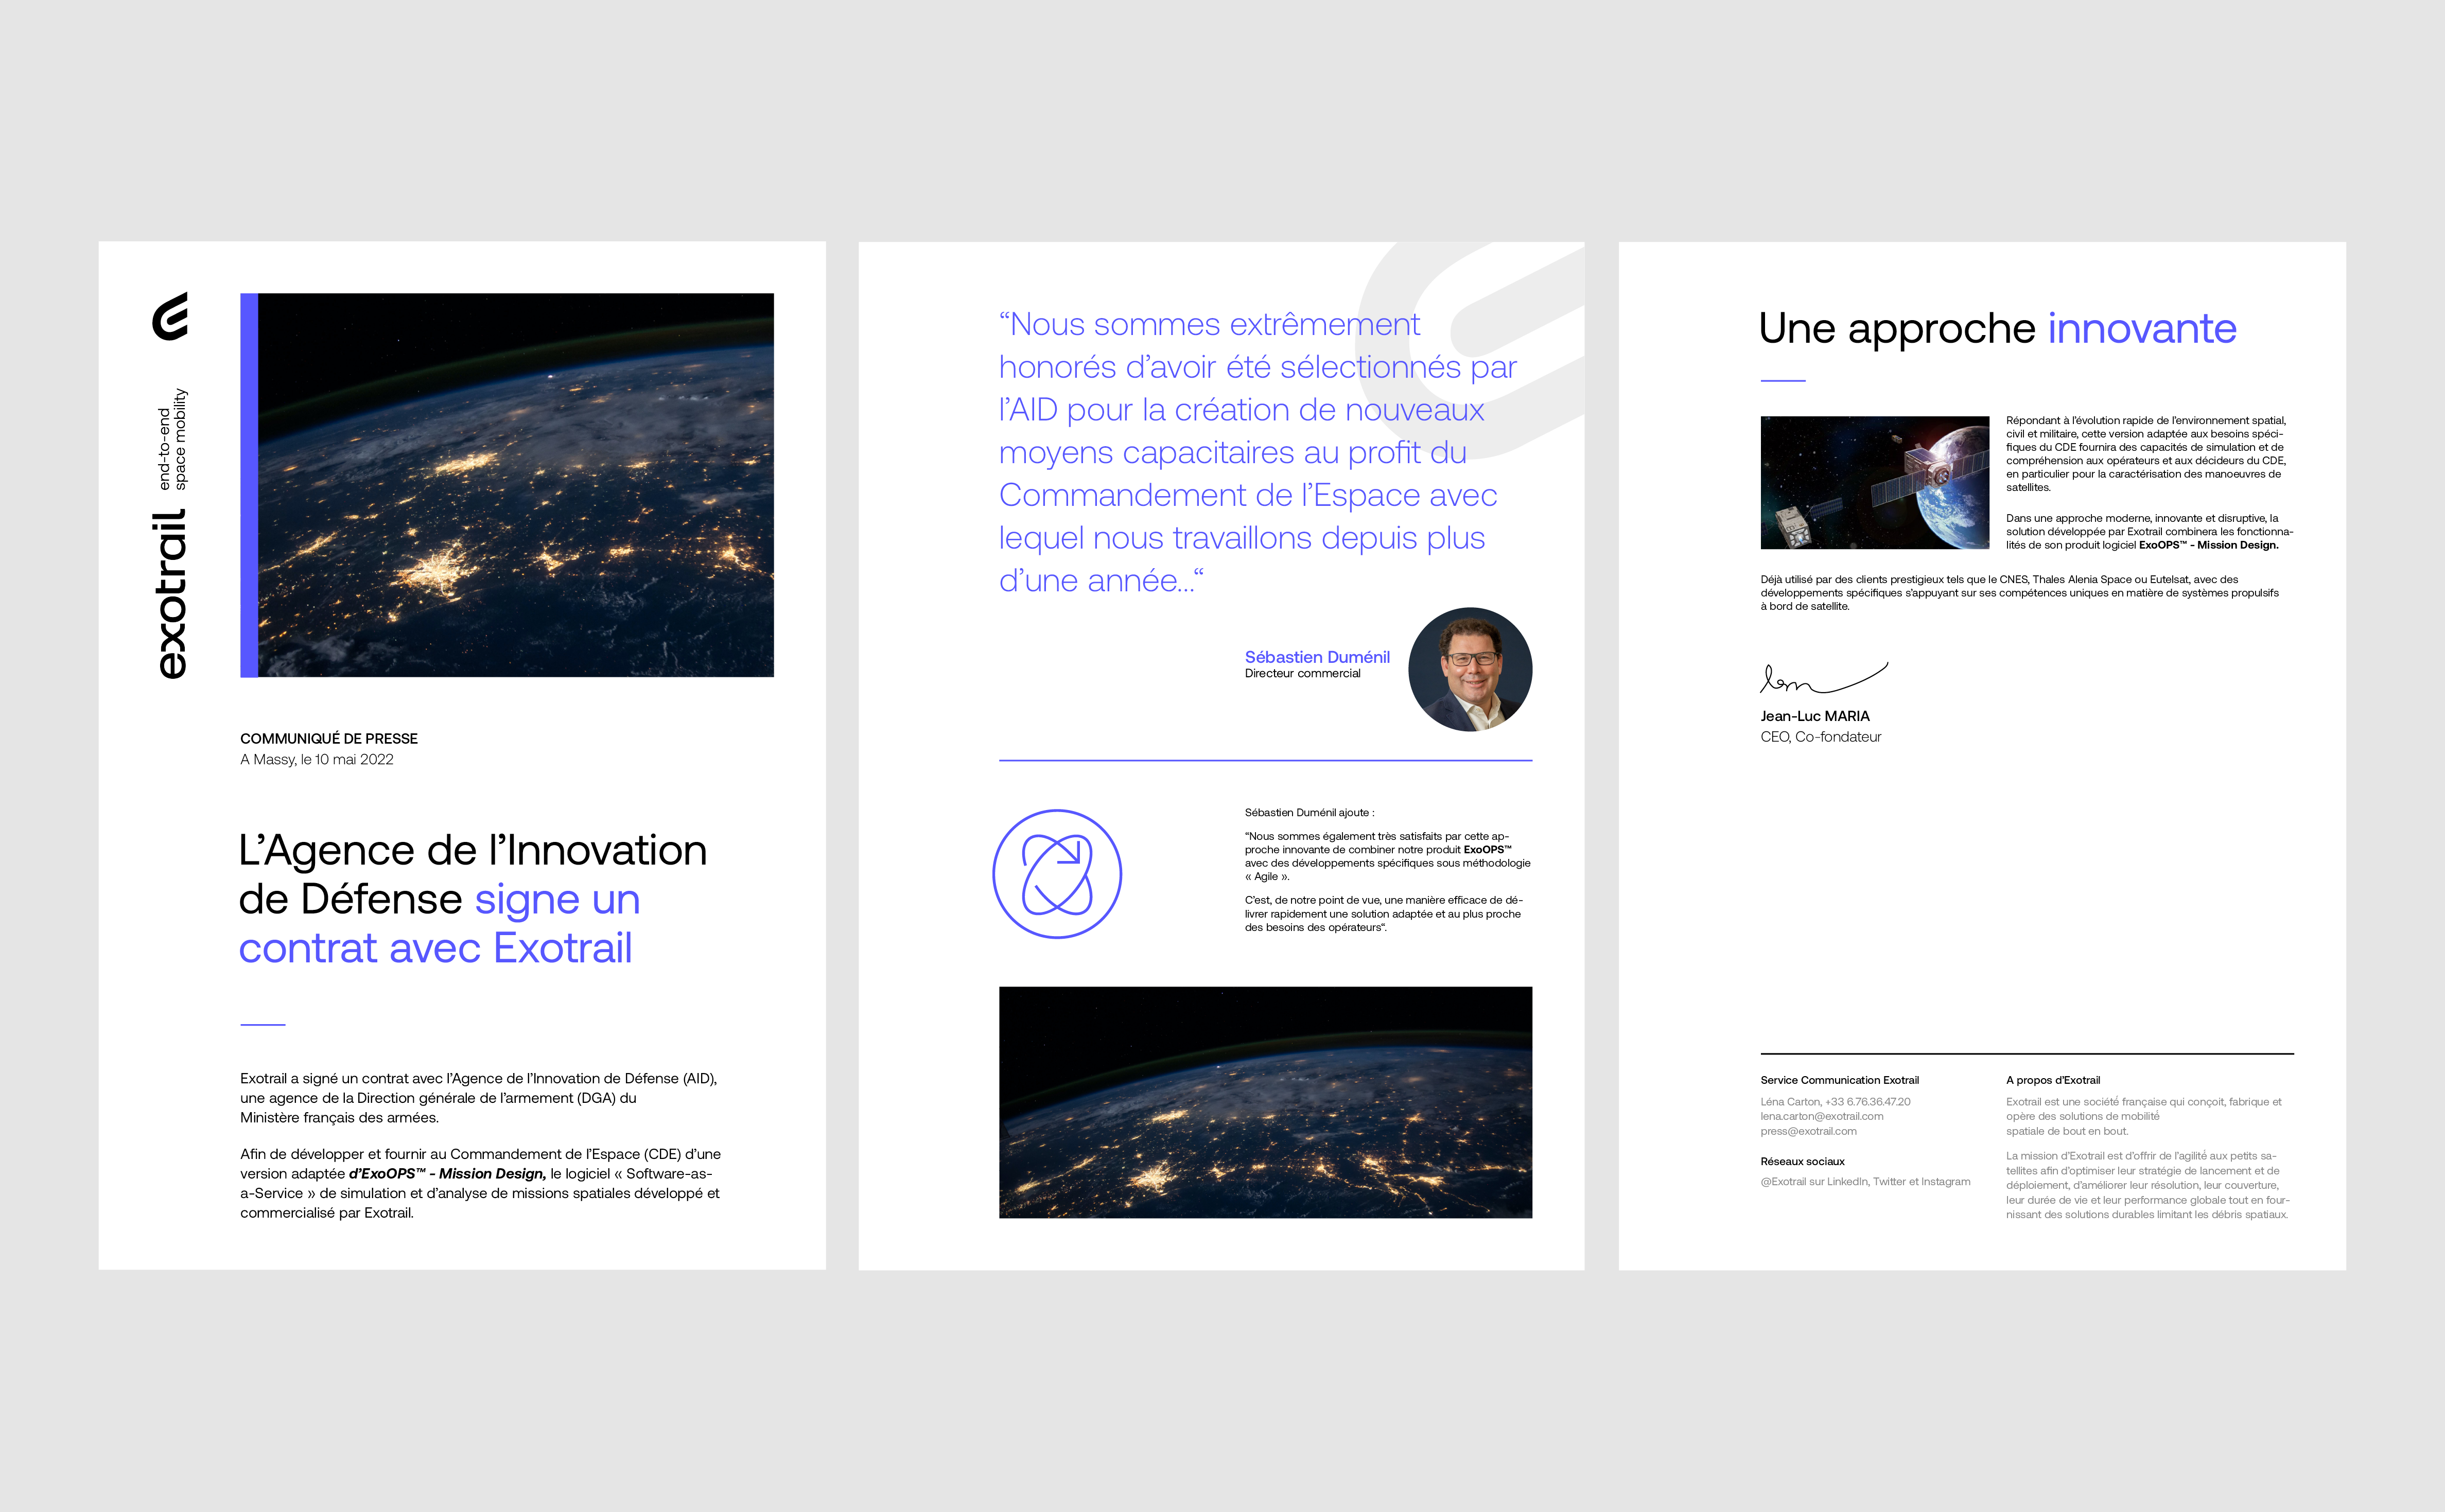 exotrail
end-to-end
space mobility
COMMUNIQUÉ DE PRESSE
A Massy, le 10 mai 2022
L’Agence de l’Innovation
de Défense signe un
contrat avec Exotrail
Exotrail a signé un contrat avec l’Agence de l’Innovation de Défense (AID),
une agence de la Direction générale de l’armement (DGA) du
Ministère français des armées.
Afin de développer et fournir au Commandement de l’Espace (CDE) d’une
version adaptée d’ExoOPS™ - Mission Design, le logiciel « Software-as-
a-Service » de simulation et d’analyse de missions spatiales développé et
commercialisé par Exotrail.
“Nous sommes extrêmement
honorés d’avoir été sélectionnés par
l’AID pour la création de nouveaux
moyens capacitaires au profit du
Commandement de l’Espace avec
lequel nous travaillons depuis plus
d’une année...“
Sébastien Duménil
Directeur commercial
Sébastien Duménil ajoute :
“Nous sommes également très satisfaits par cette ap-
proche innovante de combiner notre produit ExoOPS™
avec des développements spécifiques sous méthodologie
« Agile ».
C’est, de notre point de vue, une manière efficace de dé-
livrer rapidement une solution adaptée et au plus proche
des besoins des opérateurs“.
Une approche innovante
Répondant à l’évolution rapide de l’environnement spatial,
civil et militaire, cette version adaptée aux besoins spéci-
fiques du CDE fournira des capacités de simulation et de
compréhension aux opérateurs et aux décideurs du CDE,
en particulier pour la caractérisation des manoeuvres de
satellites.
Dans une approche moderne, innovante et disruptive, la
solution développée par Exotrail combinera les fonctionna-
lités de son produit logiciel ExoOPS™ - Mission Design.
Déjà utilisé par des clients prestigieux tels que le CNES, Thales Alenia Space ou Eutelsat, avec des
développements spécifiques s’appuyant sur ses compétences uniques en matière de systèmes propulsifs
à bord de satellite.
Jean-Luc MARIA
CEO, Co-fondateur
Service Communication Exotrail
Léna Carton, +33 6.76.36.47.20
lena.carton@exotrail.com
press@exotrail.com
Réseaux sociaux
@Exotrail sur LinkedIn, Twitter et Instagram
A propos d’Exotrail
Exotrail est une société française qui conçoit, fabrique et
opère des solutions de mobilité
spatiale de bout en bout.
La mission d’Exotrail est d’offrir de l’agilité aux petits sa-
tellites afin d’optimiser leur stratégie de lancement et de
déploiement, d’améliorer leur résolution, leur couverture,
leur durée de vie et leur performance globale tout en four-
nissant des solutions durables limitant les débris spatiaux.